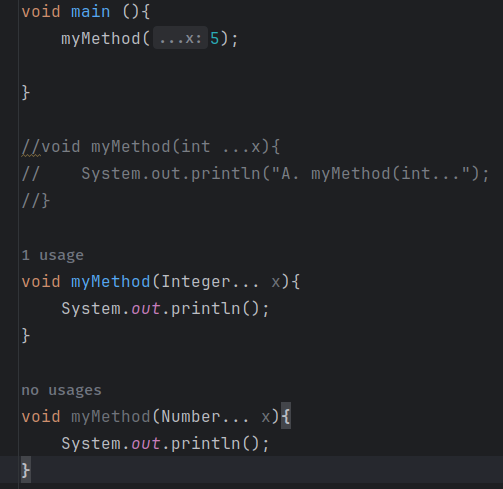 void main (){
myMethod( ...x: 5);
}
//void myMethod(int ...x){
//    System.out.println("A. myMethod(int...");
//}
1 usage
void myMethod(Integer... x){
System.out.println();
}
no usages
void myMethod(Number... x){
System.out.println();
}